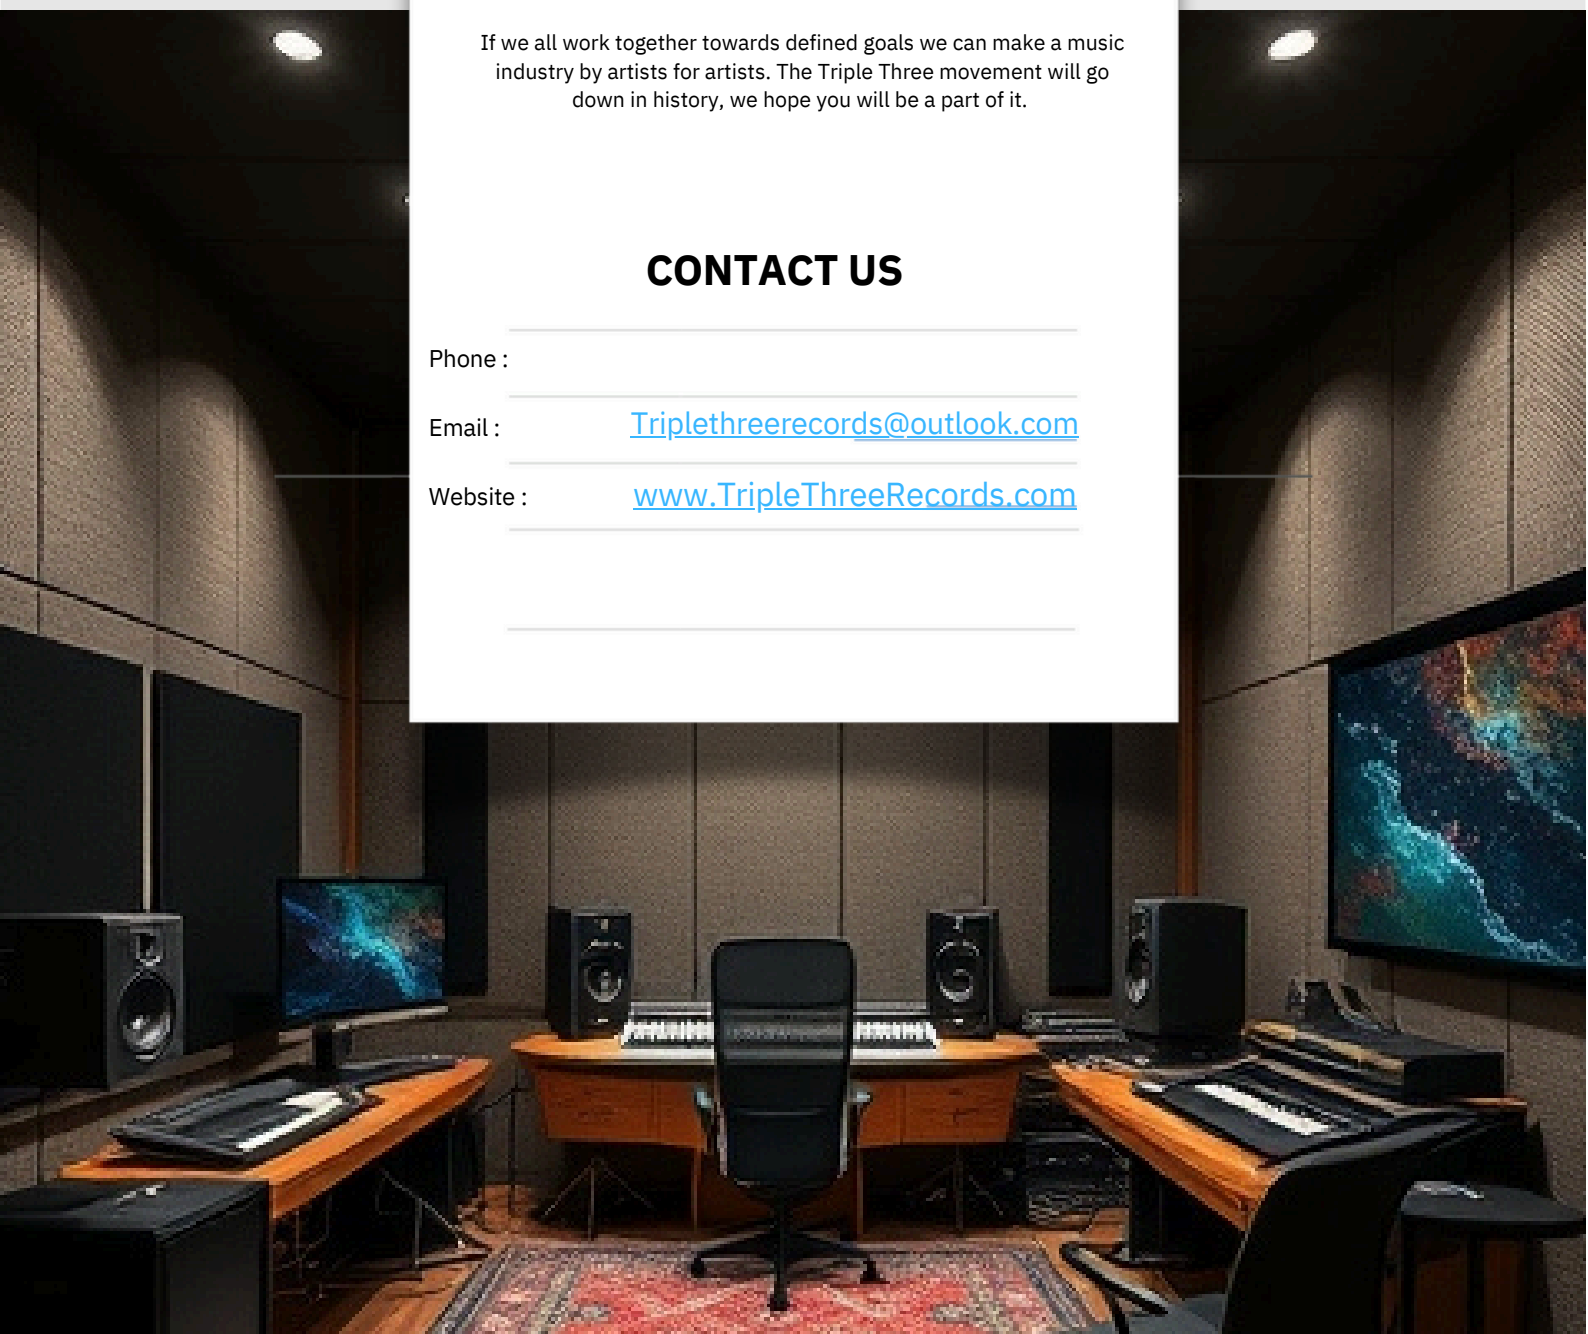 If we all work together towards defined goals we can make a music
industry by artists for artists. The Triple Three movement will go
down in history, we hope you will be a part of it.
CONTACT US
Phone :
Email : Triplethreerecords@outlook.com
Website : www.TripleThreeRecords.com